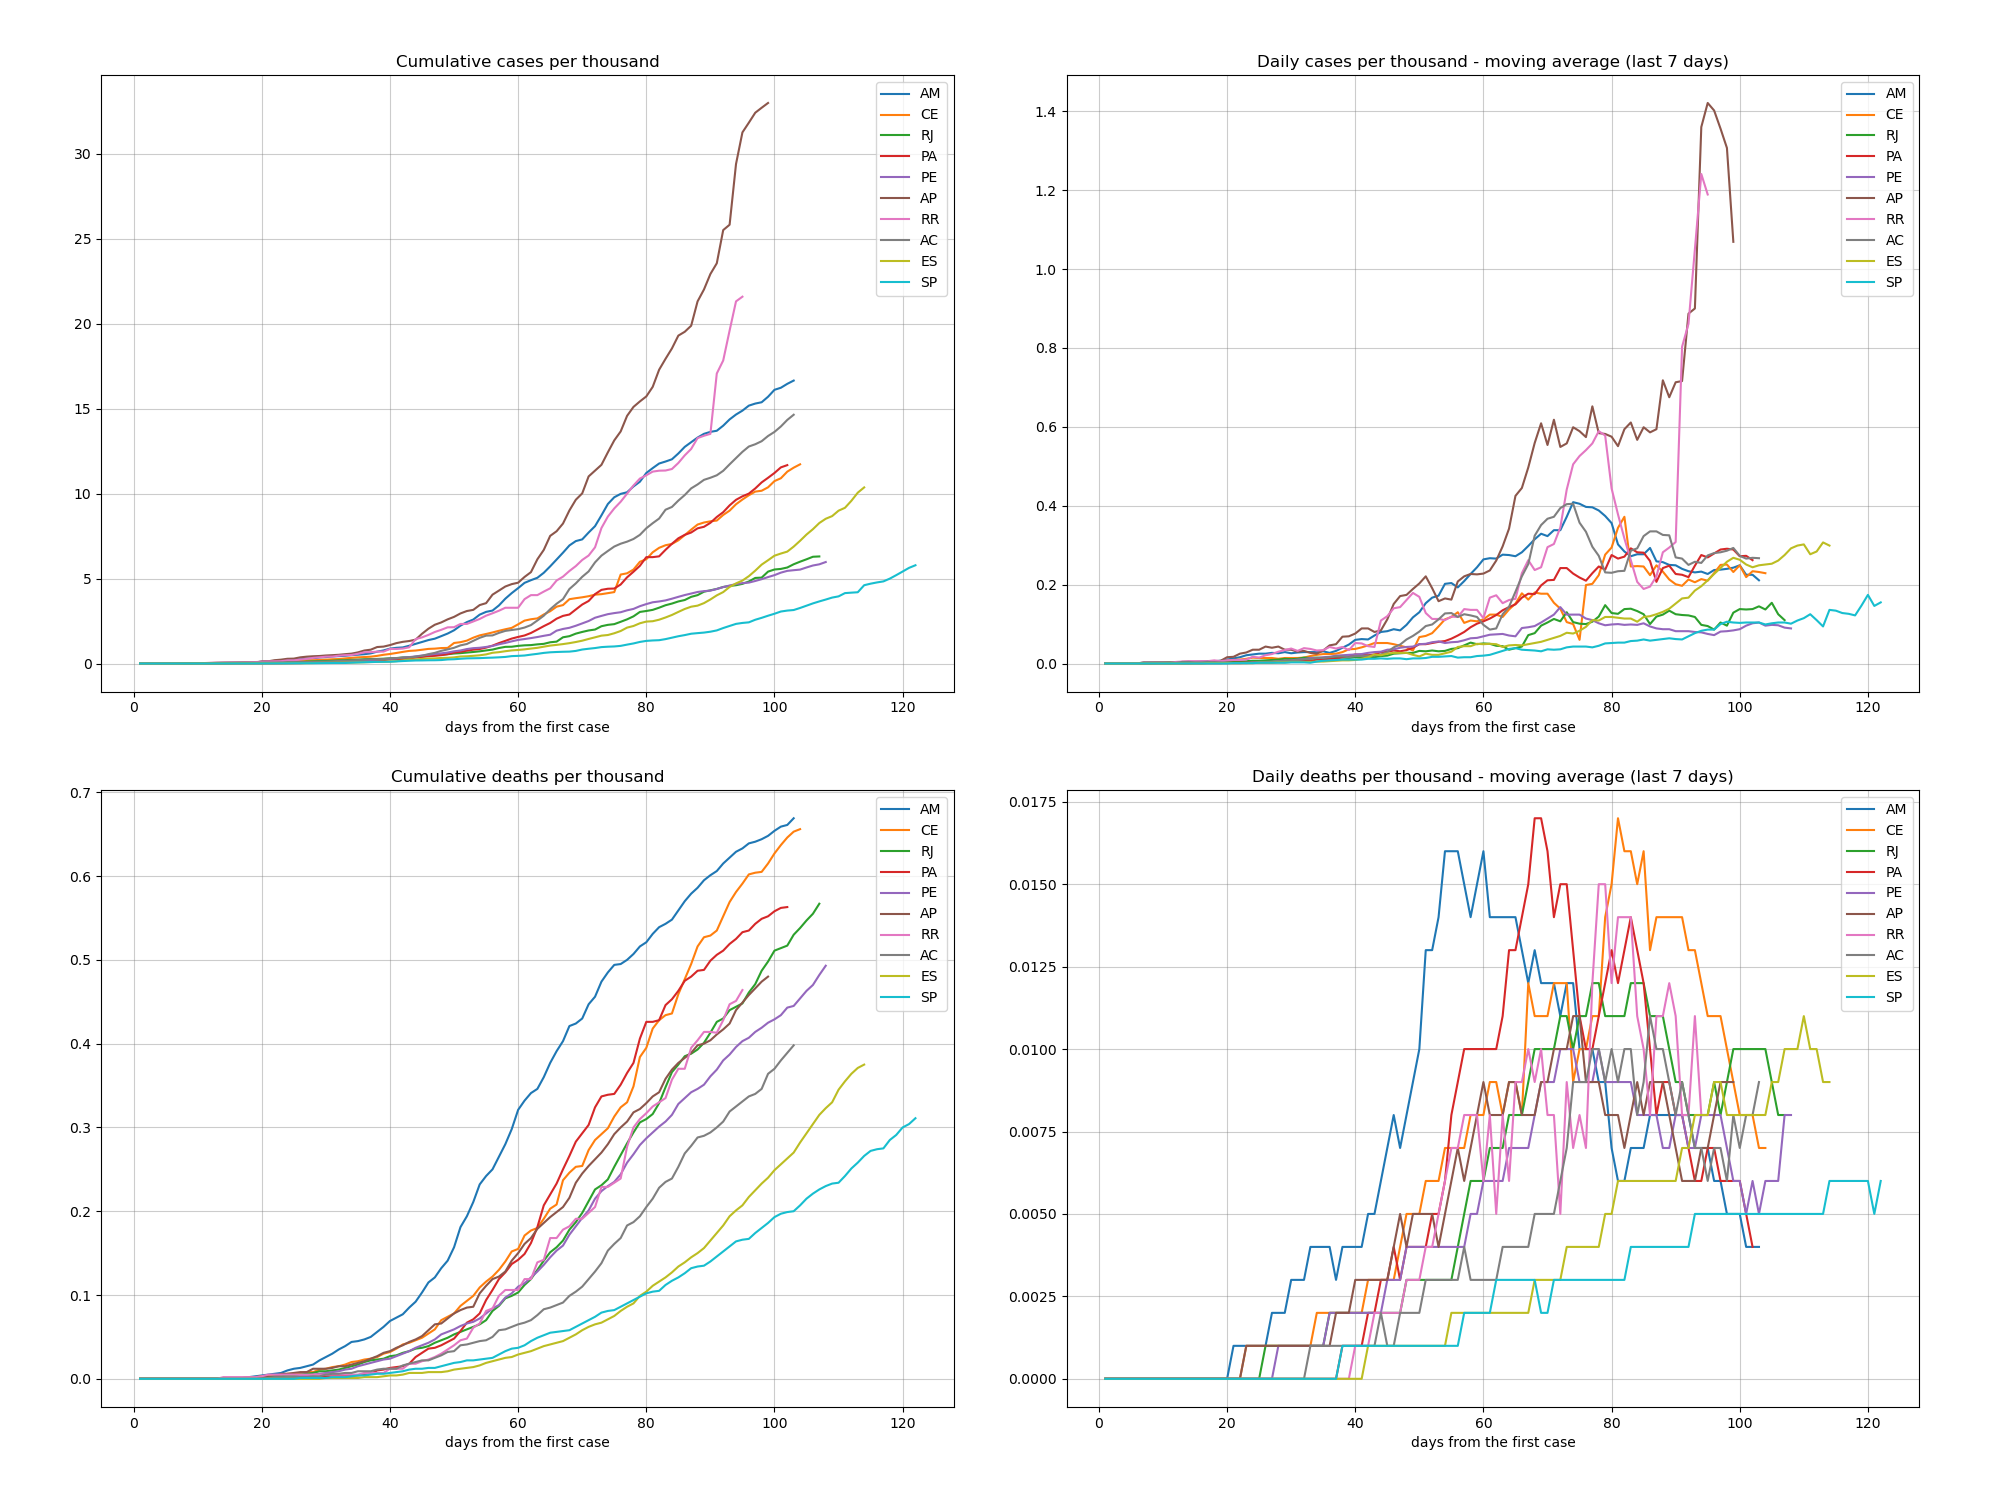 Cumulative cases per thousand
30
25
20
15
10
5
0
0 20 40 60 80 100 120
days from the first case
AM
CE
RJ
PA
PE
AP
RR
AC
ES
SP
Daily cases per thousand - moving average (last 7 days)
1.4
1.2
1.0
0.8
0.6
0.4
0.2
0.0
0 20 40 60 80 100 120
days from the first case
AM
CE
RJ
PA
PE
AP
RR
AC
ES
SP
Cumulative deaths per thousand
0.7
0.6
0.5
0.4
0.3
0.2
0.1
0.0
0 20 40 60 80 100 120
days from the first case
AM
CE
RJ
PA
PE
AP
RR
AC
ES
SP
Daily deaths per thousand - moving average (last 7 days)
0.0175
0.0150
0.0125
0.0100
0.0075
0.0050
0.0025
0.0000
0 20 40 60 80 100 120
days from the first case
AM
CE
RJ
PA
PE
AP
RR
AC
ES
SP